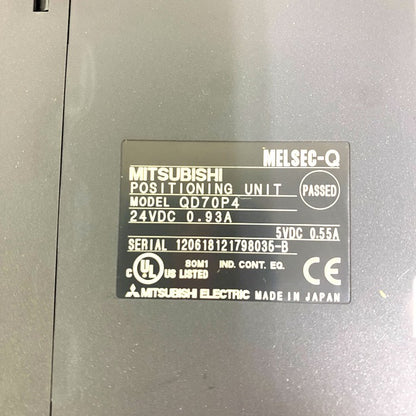 MELSEC-Q
MITSUBISHI
POSITIONING UNIT
PASSED
MODEL QD70P4
24VDC 0.93A
5VDC 0.55A
SERIAL 120618121798035-B
C UL US LISTED
80M1 IND. CONT. EQ.
CE
MITSUBISHI ELECTRIC MADE IN JAPAN